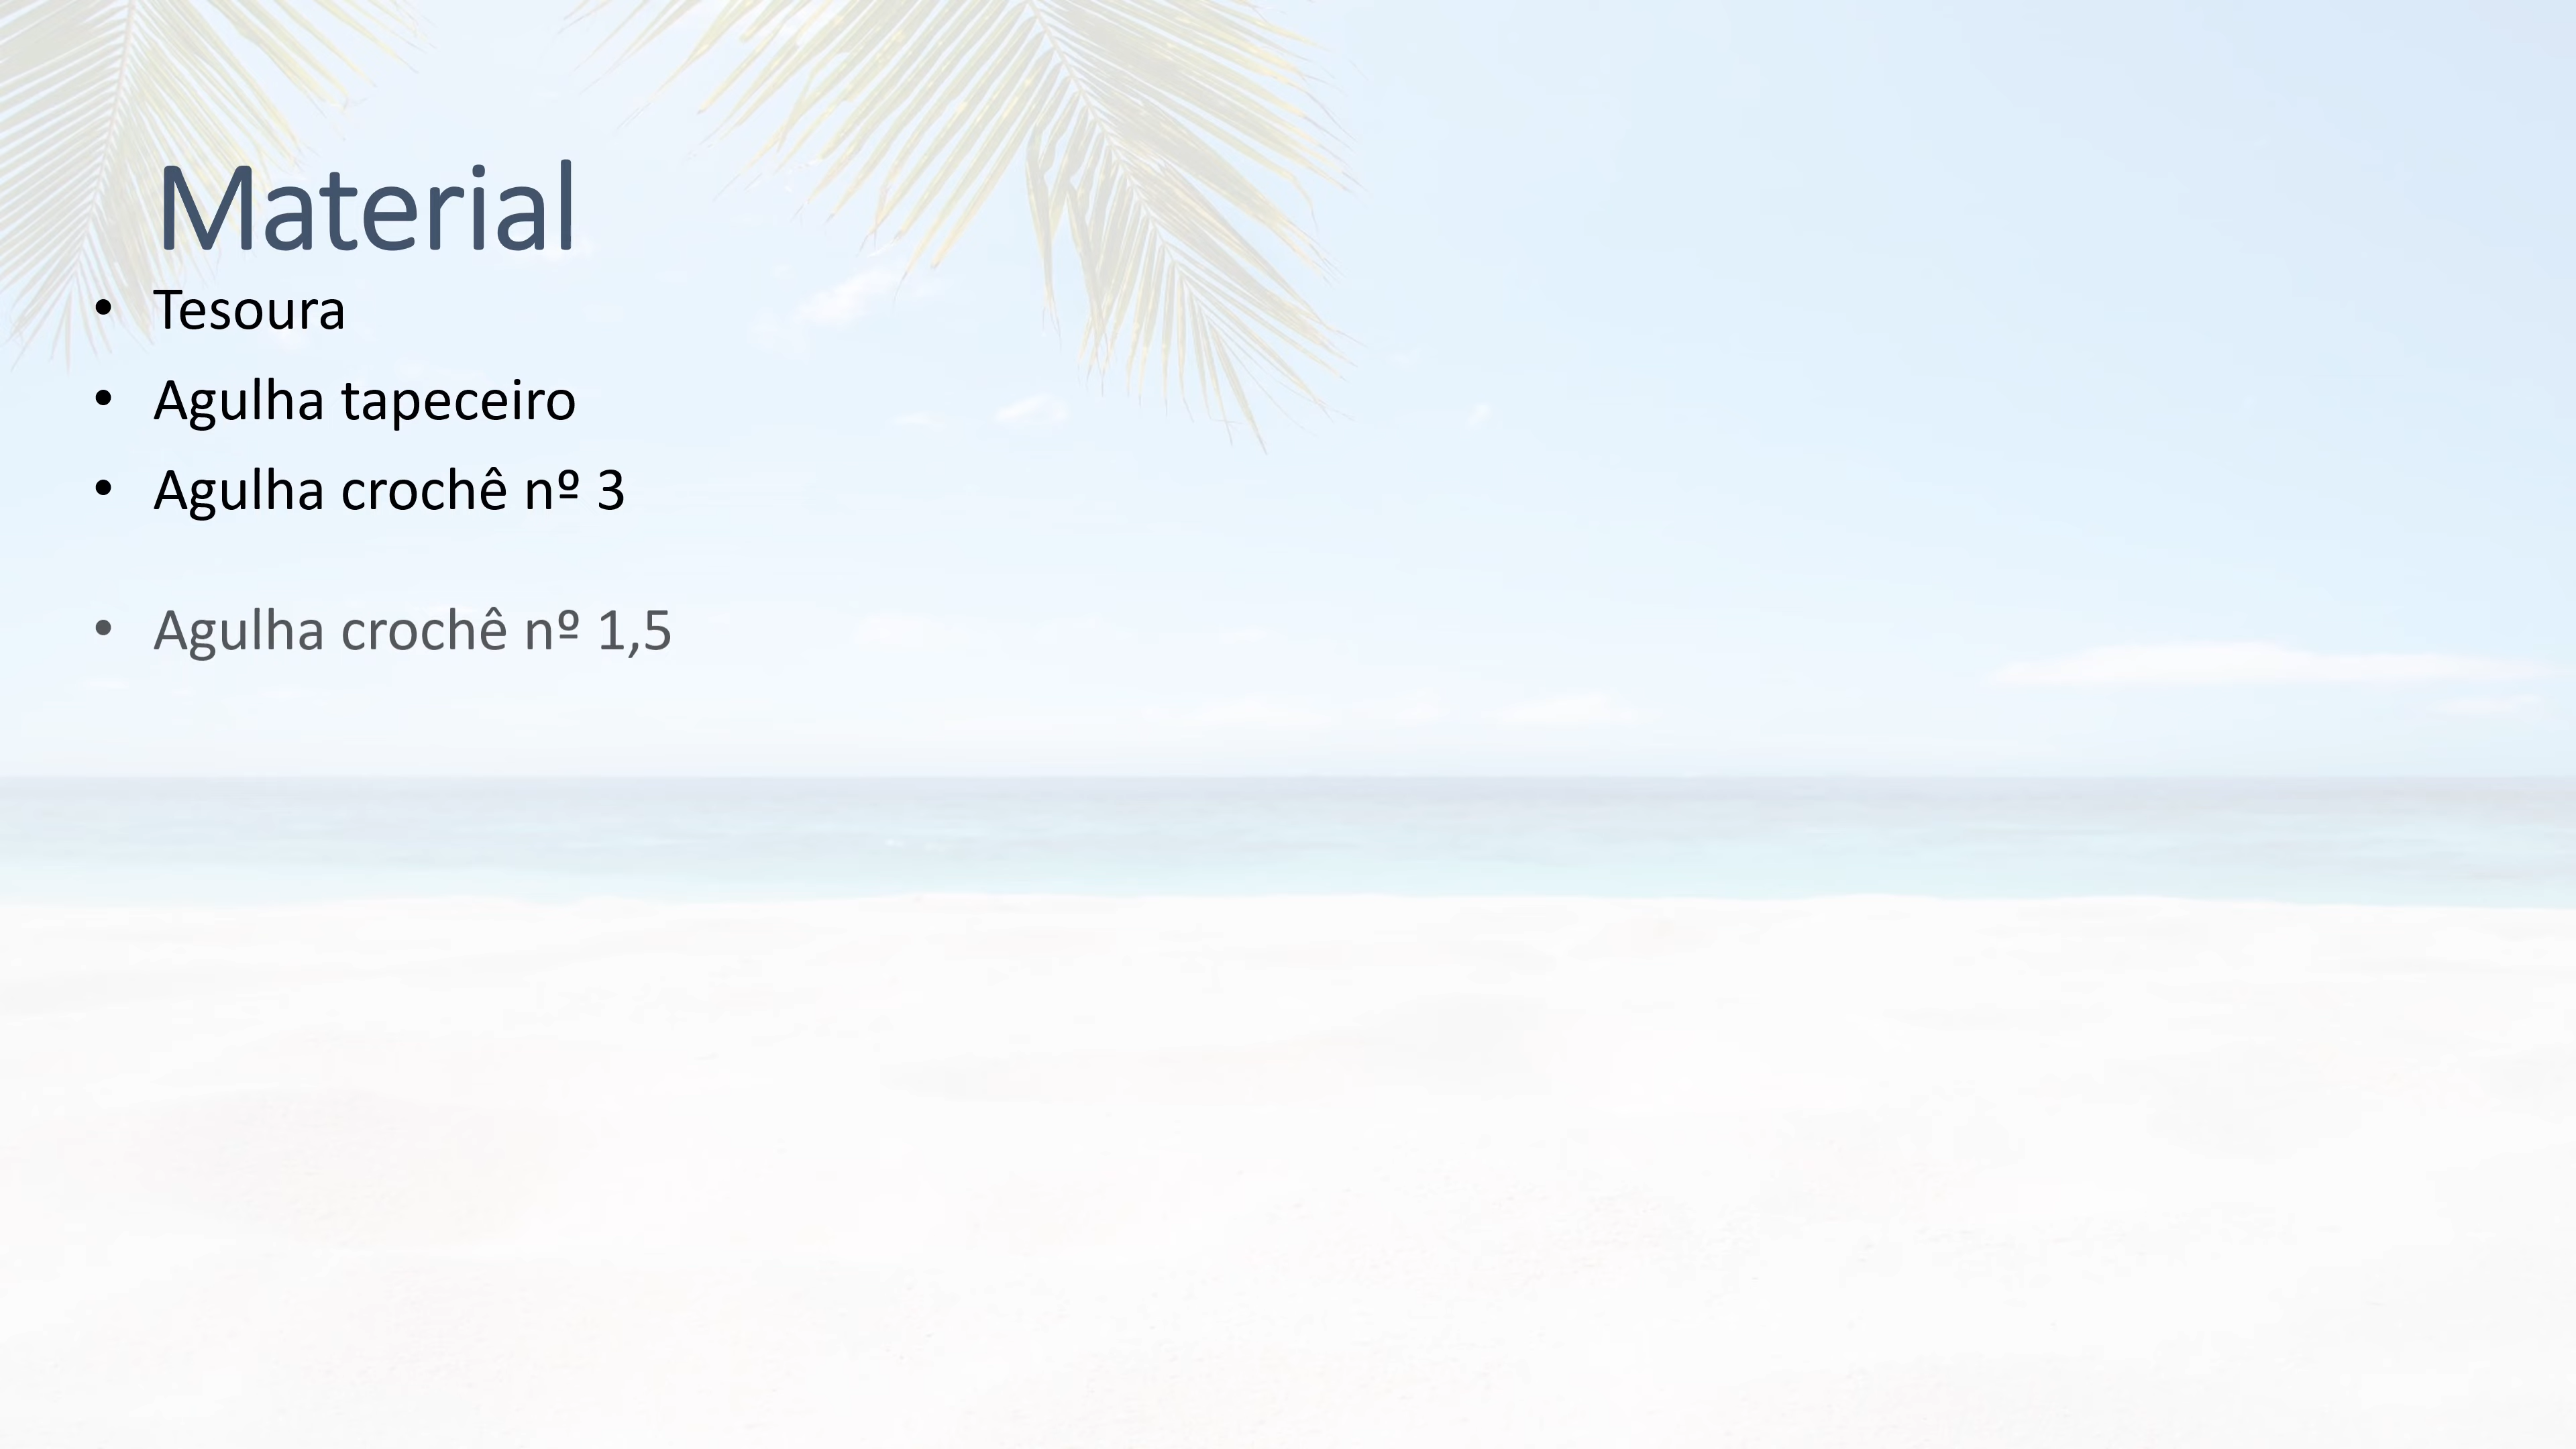 Material
• Tesoura
• Agulha tapeceiro
• Agulha crochê nº 3
• Agulha crochê nº 1,5